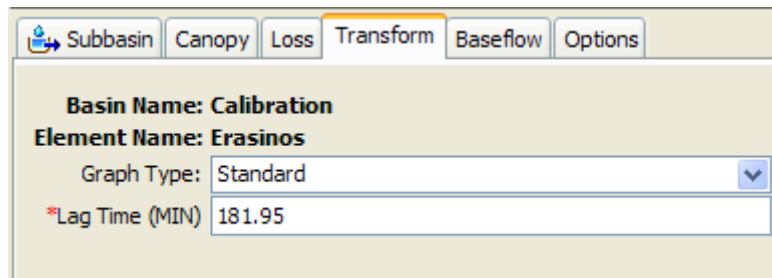 Subbasin Canopy Loss Transform Baseflow Options
Basin Name: Calibration
Element Name: Erasinos
Graph Type: Standard
*Lag Time (MIN) 181.95